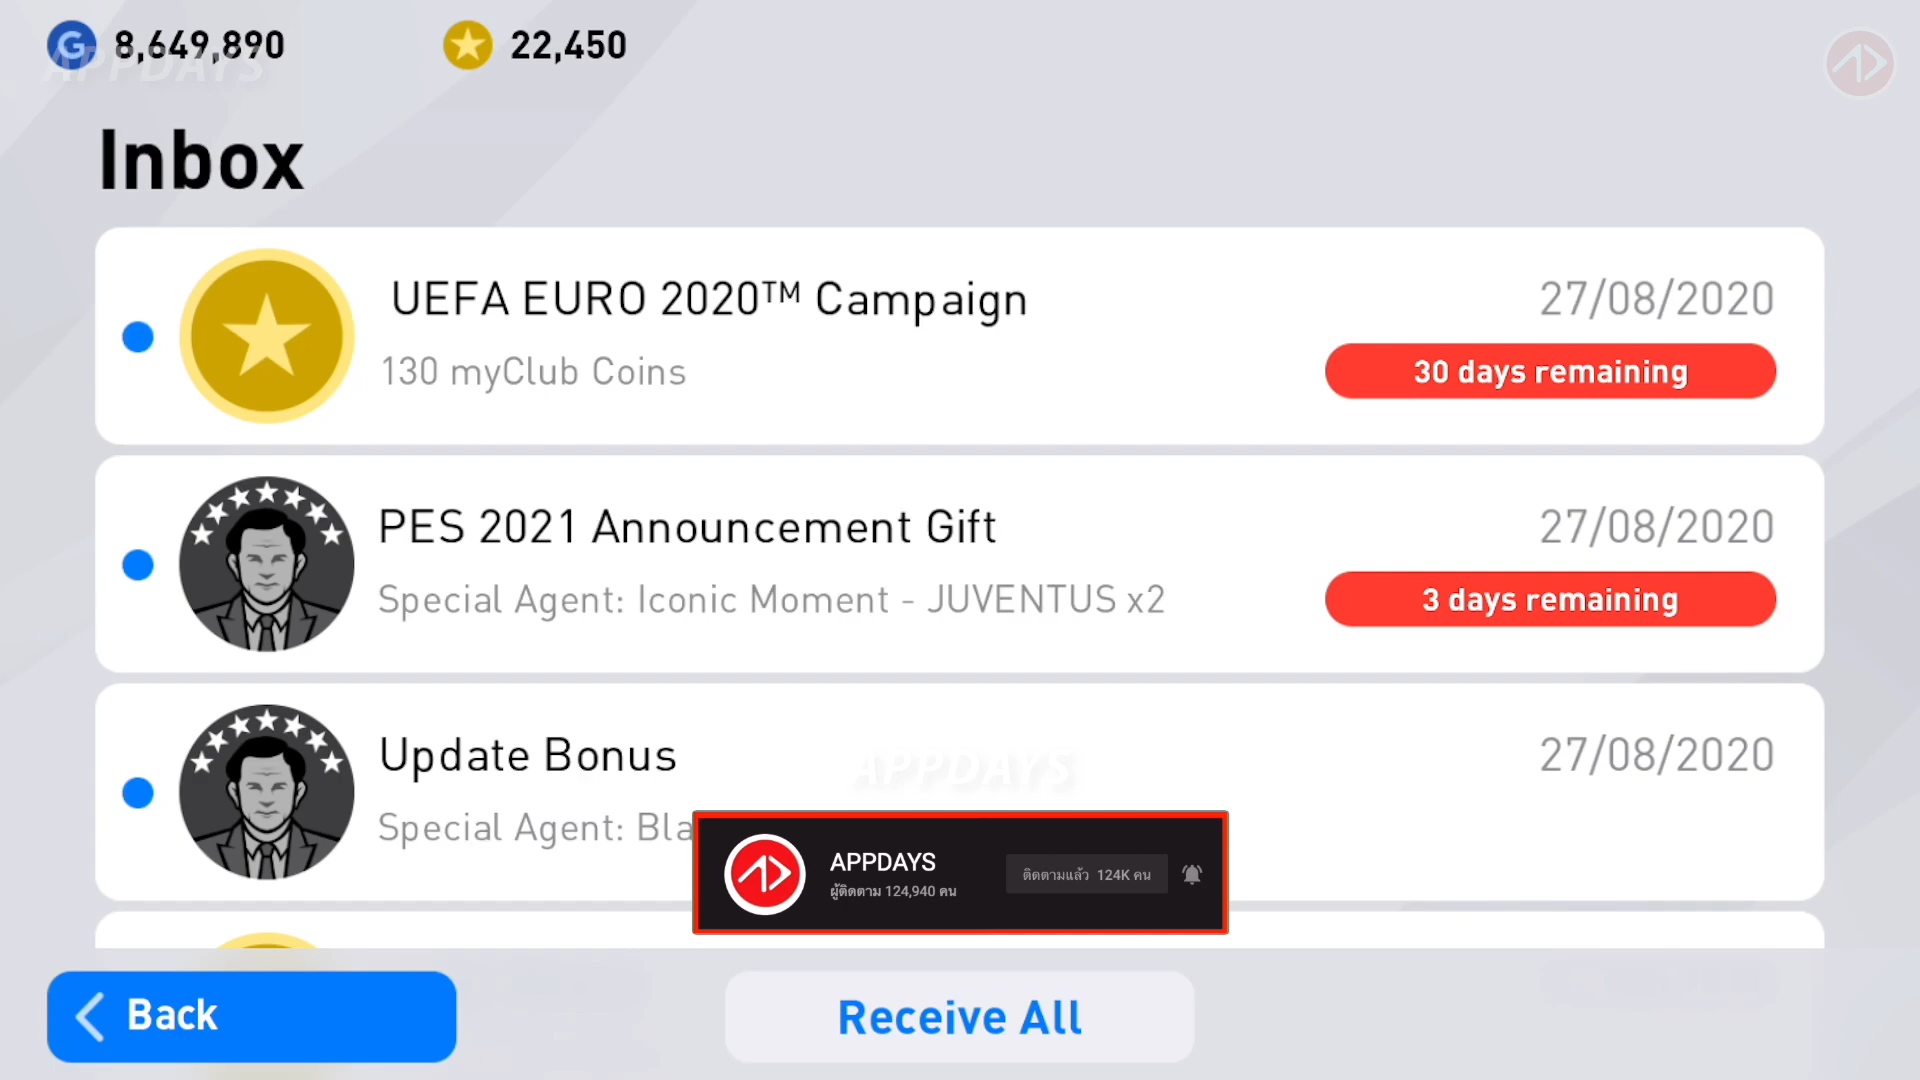 8,649,890
22,450
APPDAYS
Inbox
UEFA EURO 2020™ Campaign
27/08/2020
130 myClub Coins
30 days remaining
PES 2021 Announcement Gift
27/08/2020
Special Agent: Iconic Moment - JUVENTUS x2
3 days remaining
Update Bonus
27/08/2020
APPDAYS
Special Agent:
APPDAYS
ติดตามแล้ว 124K คน
ผู้ติดตาม 124,940 คน
Back
Receive All